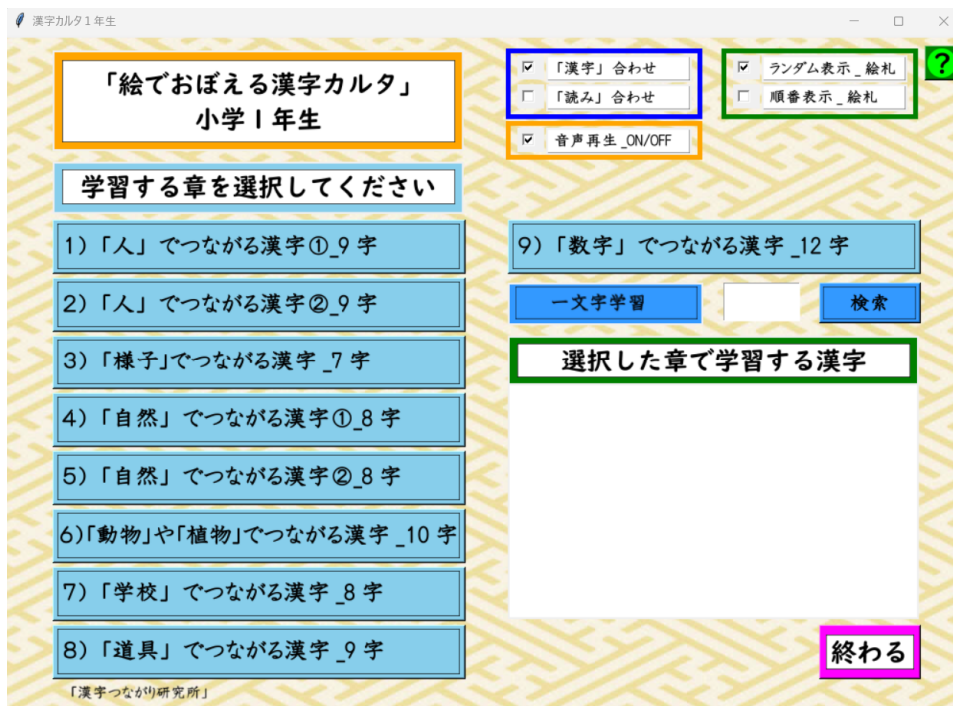 漢字カルタ1年生
「絵でおぼえる漢字カルタ」
小学1年生
「漢字」合わせ
「読み」合わせ
音声再生_ON/OFF
ランダム表示_絵札
順番表示_絵札
?
学習する章を選択してください
1)「人」でつながる漢字①_9字
2)「人」でつながる漢字②_9字
3)「様子」でつながる漢字_7字
4)「自然」でつながる漢字①_8字
5)「自然」でつながる漢字②_8字
6)「動物」や「植物」でつながる漢字_10字
7)「学校」でつながる漢字_8字
8)「道具」でつながる漢字_9字
「漢字つながり研究所」
9)「数字」でつながる漢字_12字
一文字学習
検索
選択した章で学習する漢字
終わる